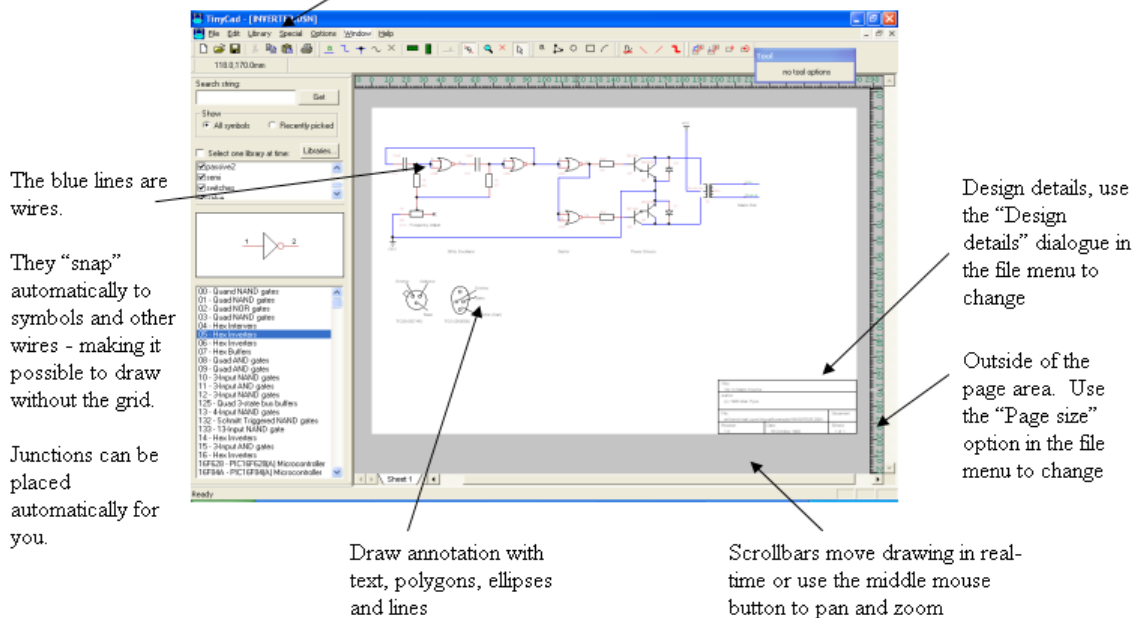 TinyCad - [INVERTER.DSN]
File Edit Library Special Options Window Help
118.0,170.0mm
Tool
no tool options
Search string:
Get
Show
All symbols Recently picked
Select one library at time: Libraries...
passive2
semi
switches
1 2
00 - Quand NAND gates
01 - Quad NAND gates
02 - Quad NOR gates
03 - Quad NAND gates
04 - Hex Intervers
05 - Hex Inverters
06 - Hex Inverters
07 - Hex Buffers
08 - Quad AND gates
09 - Quad AND gates
10 - 3-Input NAND gates
11 - 3-Input AND gates
12 - 3-Input NAND gates
125 - Quad 3-state bus buffers
13 - 4-Input NAND gates
132 - Schmitt Triggered NAND gates
133 - 13-Input NAND gate
14 - Hex Inverters
15 - 3-Input AND gates
16 - Hex Inverters
16F628 - PIC16F628(A) Microcontroller
16F84A - PIC16F84(A) Microcontroller
Sheet 1
Ready
The blue lines are
wires.
They “snap”
automatically to
symbols and other
wires - making it
possible to draw
without the grid.
Junctions can be
placed
automatically for
you.
Draw annotation with
text, polygons, ellipses
and lines
Scrollbars move drawing in real-
time or use the middle mouse
button to pan and zoom
Design details, use
the “Design
details” dialogue in
the file menu to
change
Outside of the
page area. Use
the “Page size”
option in the file
menu to change